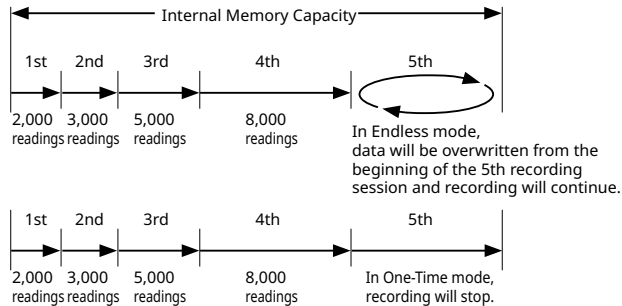 Internal Memory Capacity
1st 2nd 3rd 4th 5th
2,000 3,000 5,000 8,000
readings readings readings readings
In Endless mode,
data will be overwritten from the
beginning of the 5th recording
session and recording will continue.
1st 2nd 3rd 4th 5th
2,000 3,000 5,000 8,000 In One-Time mode,
readings readings readings readings recording will stop.